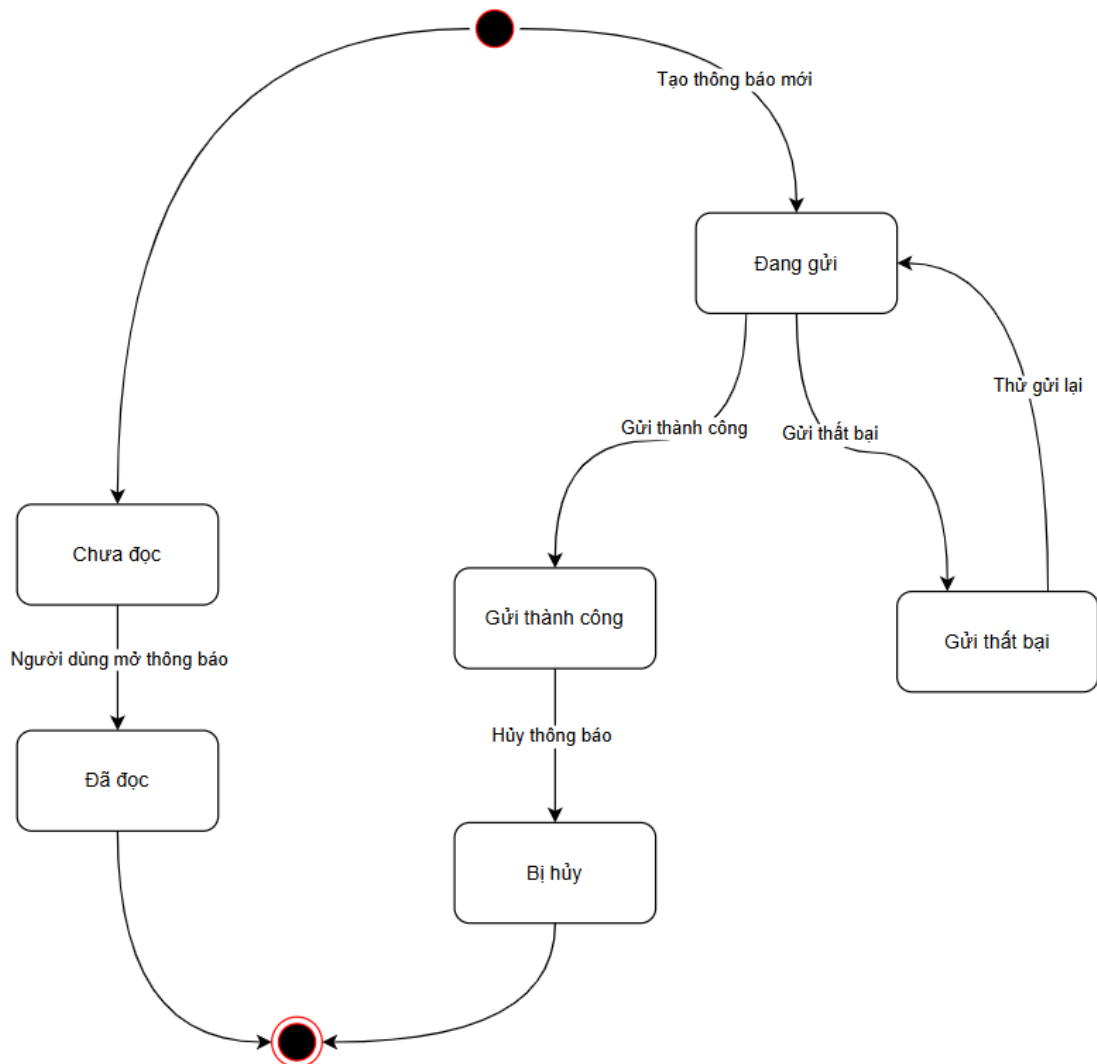 Tạo thông báo mới
Đang gửi
Thử gửi lại
Gửi thành công
Gửi thất bại
Chưa đọc
Gửi thành công
Gửi thất bại
Người dùng mở thông báo
Hủy thông báo
Đã đọc
Bị hủy